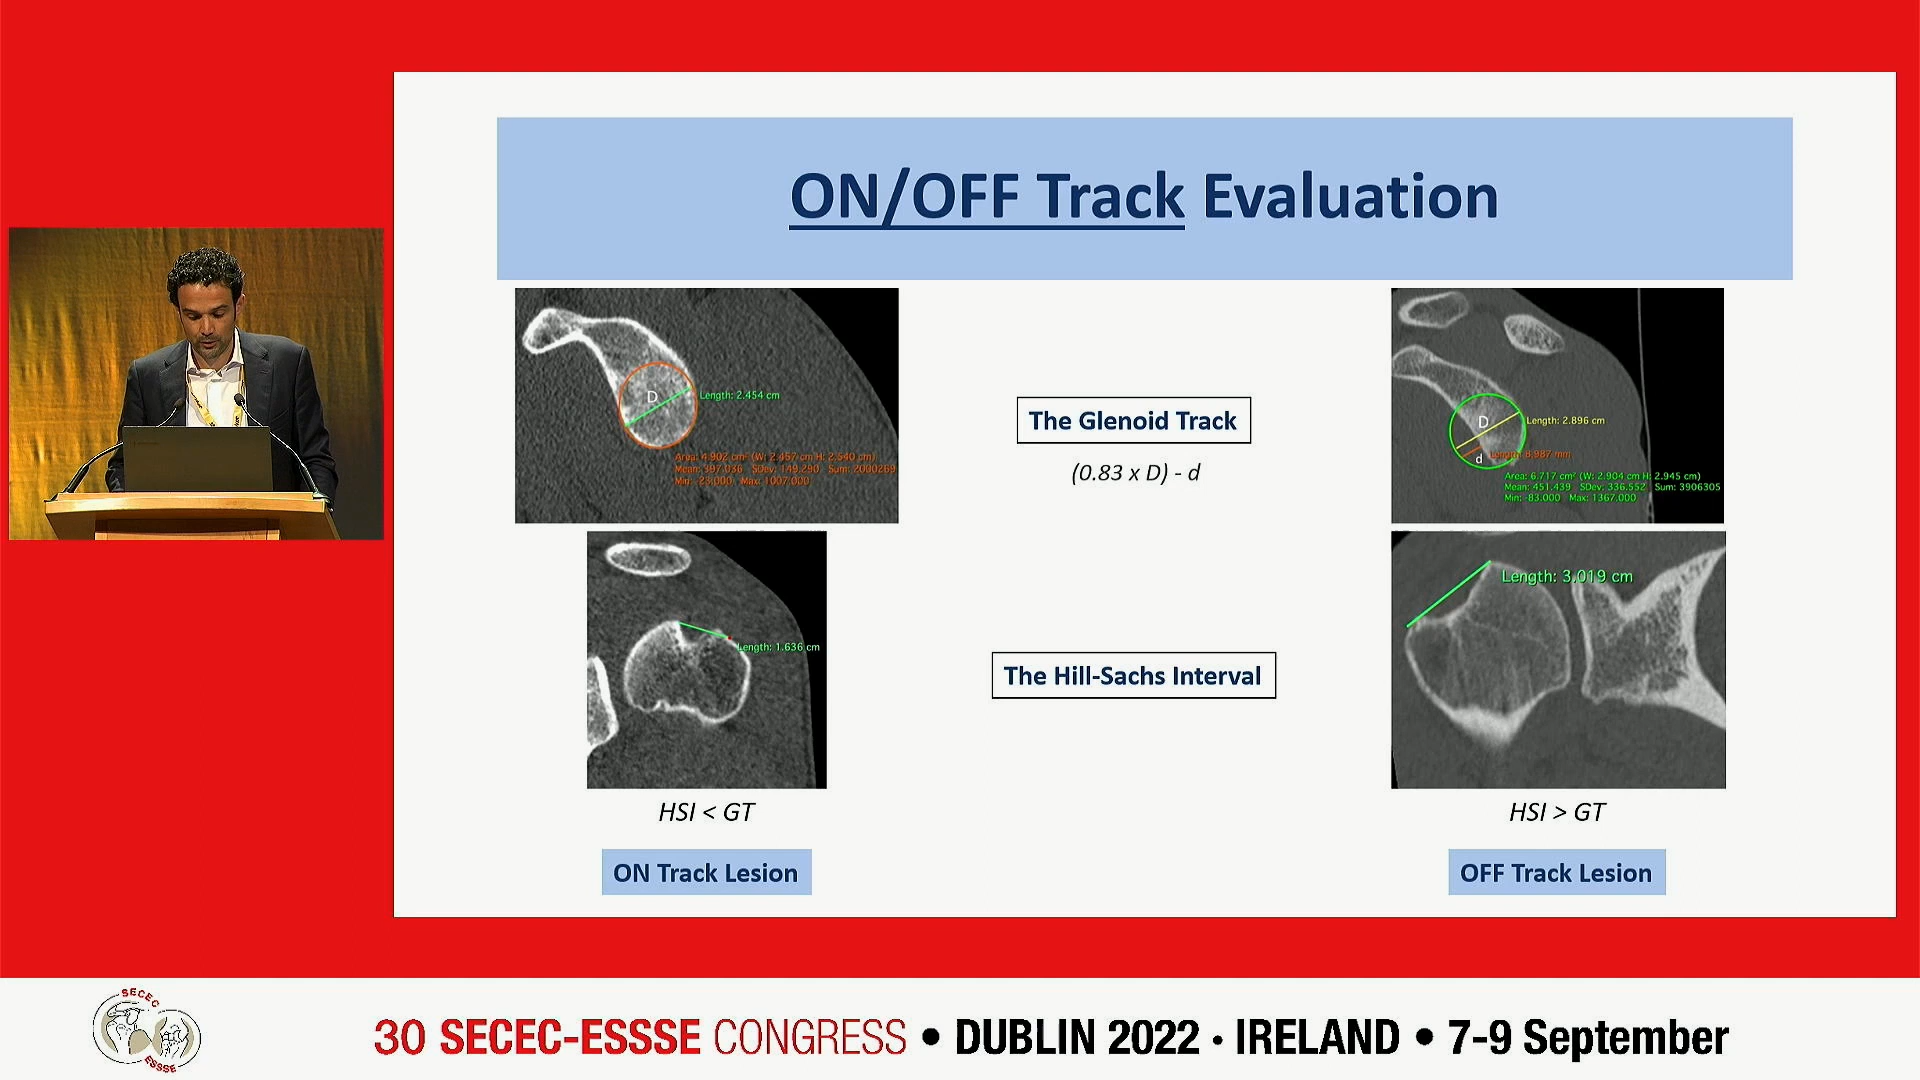 ON/OFF Track Evaluation
D
Length: 2.454 cm
Area: 4.902 cm² (W: 2.457 cm H: 2.540 cm)
Mean: 397.036 SDev: 149.290 Sum: 2000269
Min: -23.000 Max: 1007.000
The Glenoid Track
(0.83 x D) - d
D
Length: 2.896 cm
d
Length: 8.987 mm
Area: 6.717 cm² (W: 2.904 cm H: 2.945 cm)
Mean: 451.439 SDev: 336.552 Sum: 3906305
Min: -83.000 Max: 1367.000
Length: 1.636 cm
The Hill-Sachs Interval
Length: 3.019 cm
HSI < GT
HSI > GT
ON Track Lesion
OFF Track Lesion
SECEC
ESSSE
30 SECEC-ESSSE CONGRESS • DUBLIN 2022 • IRELAND • 7-9 September